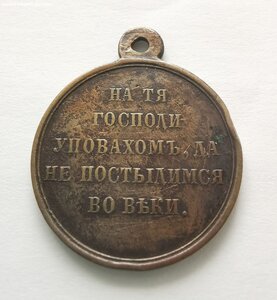 НА ТЯ
ГОСПОДИ
УПОВАХОМЪ, ДА
НЕ ПОСТЫДИМСЯ
ВО ВѢКИ.